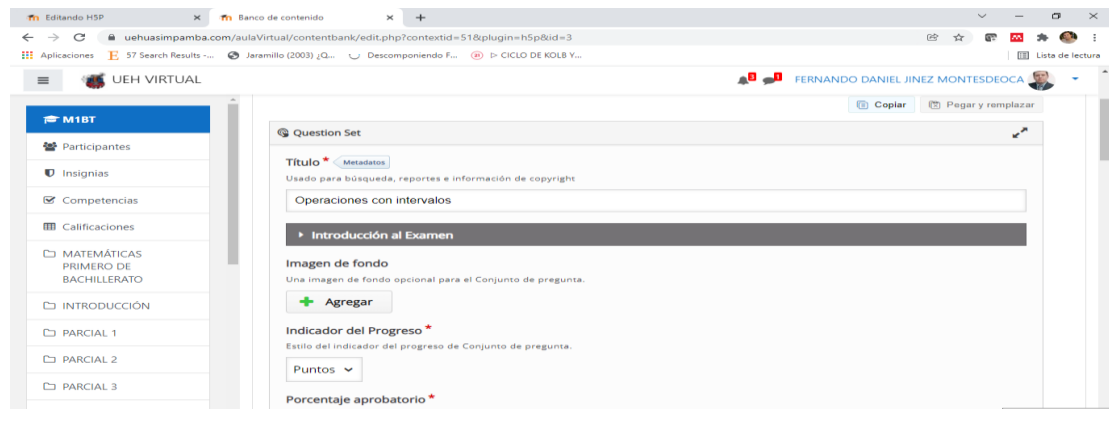 Editando H5P
Banco de contenido
uehuasimpamba.com/aulaVirtual/contentbank/edit.php?contextid=51&plugin=h5p&id=3
Aplicaciones
57 Search Results -...
Jaramillo (2003) ¿Q...
Descomponiendo F...
CICLO DE KOLB Y...
Lista de lectura
UEH VIRTUAL
3
1
FERNANDO DANIEL JINEZ MONTESDEOCA
M1BT
Participantes
Insignias
Competencias
Calificaciones
MATEMÁTICAS
PRIMERO DE
BACHILLERATO
INTRODUCCIÓN
PARCIAL 1
PARCIAL 2
PARCIAL 3
Copiar
Pegar y remplazar
Question Set
Título * Metadatos
Usado para búsqueda, reportes e información de copyright
Operaciones con intervalos
Introducción al Examen
Imagen de fondo
Una imagen de fondo opcional para el Conjunto de pregunta.
Agregar
Indicador del Progreso *
Estilo del indicador del progreso de Conjunto de pregunta.
Puntos
Porcentaje aprobatorio *